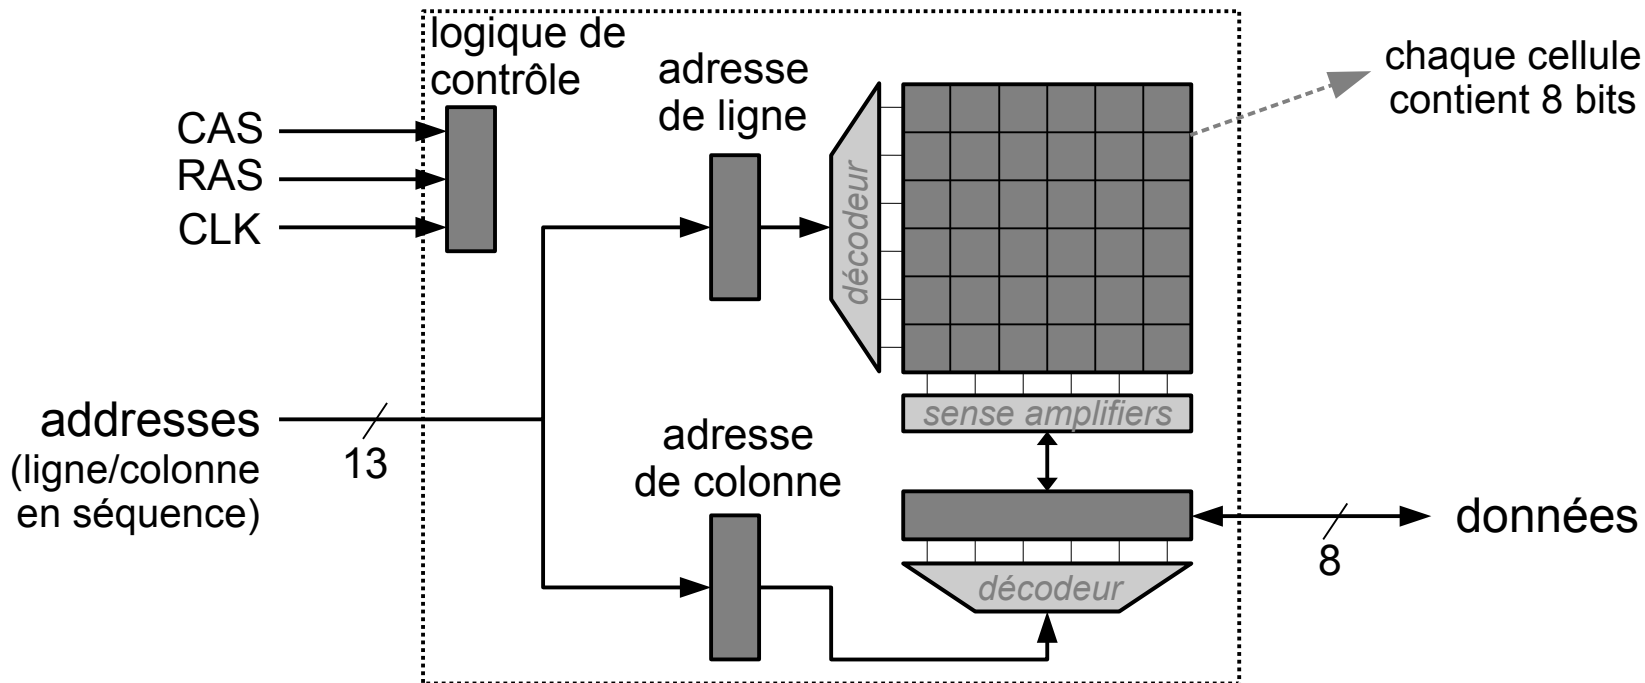 logique de
contrôle
CAS
RAS
CLK
adresse
de ligne
décodeur
chaque cellule
contient 8 bits
addresses
(ligne/colonne
en séquence)
13
adresse
de colonne
sense amplifiers
décodeur
données
8